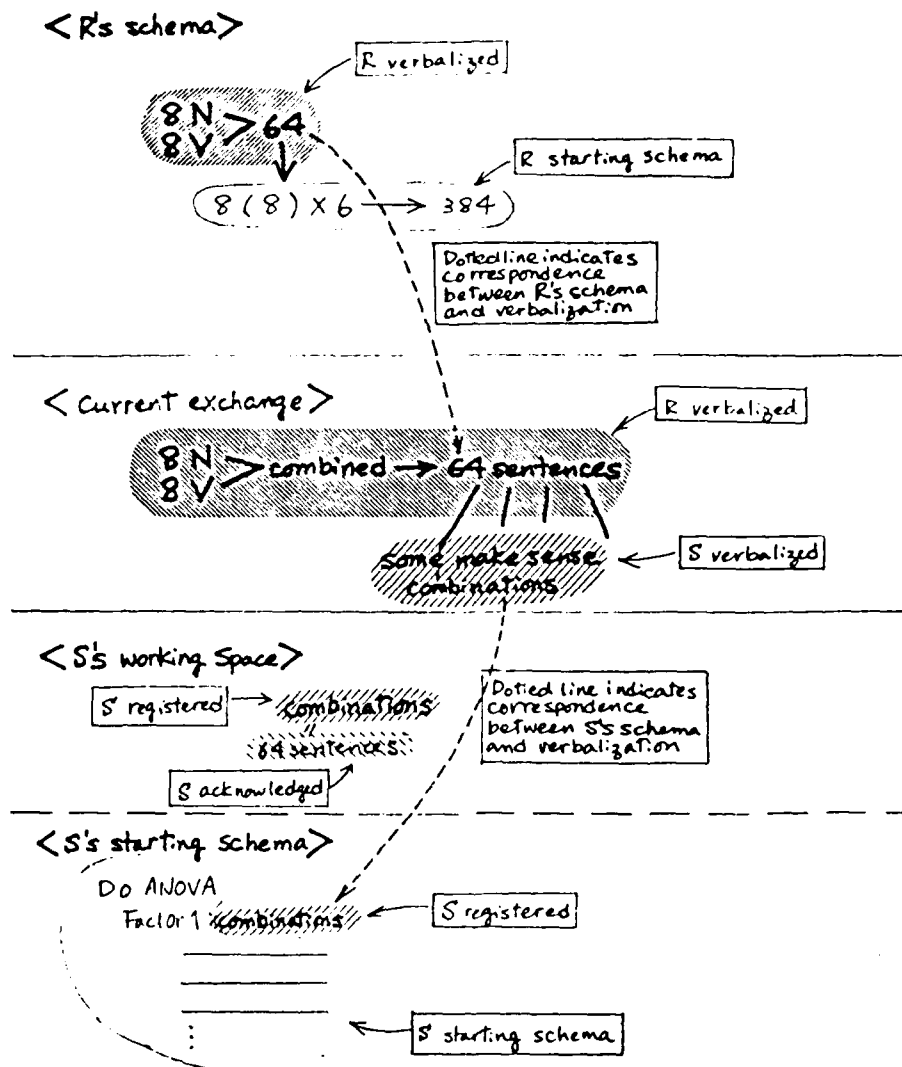 <R's schema>
R verbalized
8 N
8 V > 64
R starting schema
8 ( 8 ) X 6 → 384
Dotted line indicates
correspondence
between R's schema
and verbalization
<Current exchange>
R verbalized
8 N
8 V > combined → 64 sentences
some make sense
combinations
S verbalized
<S's working Space>
S registered
combinations
64 sentences
S acknowledged
Dotted line indicates
correspondence
between S's schema
and verbalization
<S's starting schema>
Do ANOVA
Factor 1 combinations
S registered
S starting schema